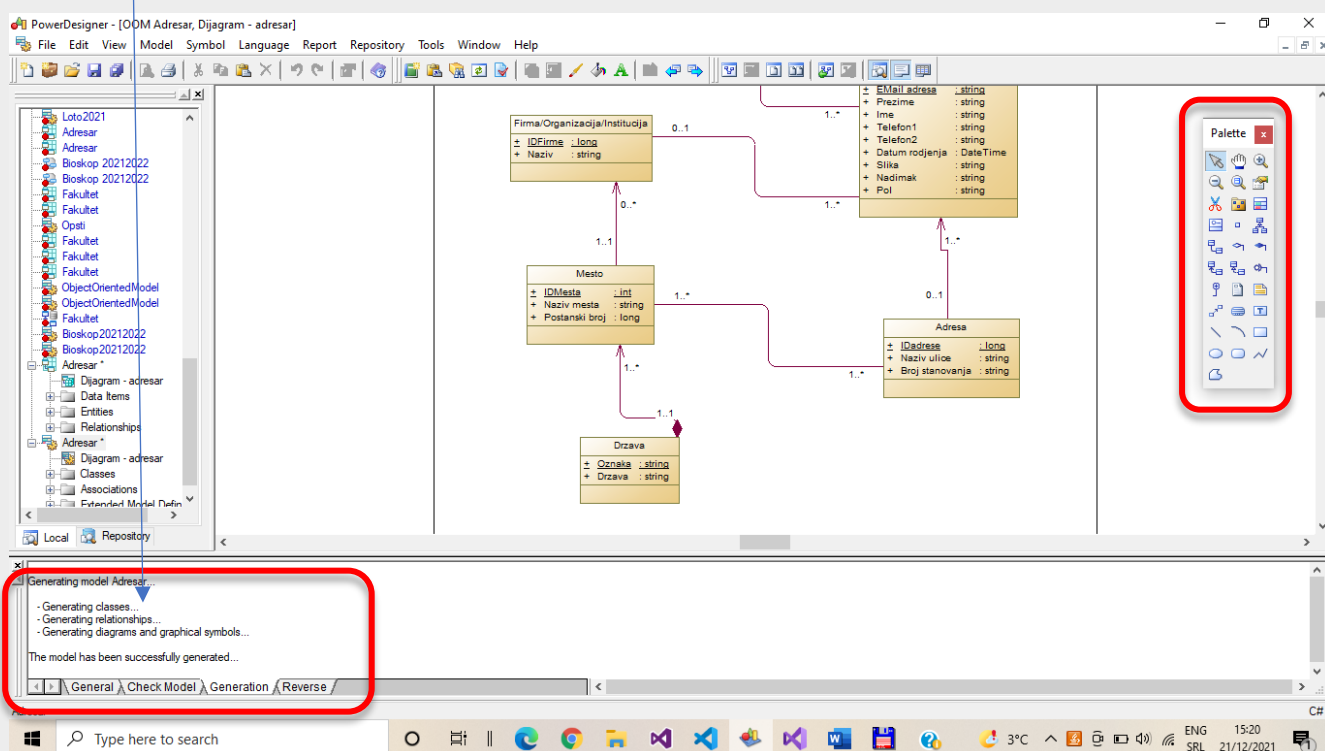 PowerDesigner - [OOM Adresar, Dijagram - adresar]
File Edit View Model Symbol Language Report Repository Tools Window Help
Loto2021
Adresar
Adresar
Bioskop 20212022
Bioskop 20212022
Fakultet
Fakultet
Opsti
Fakultet
Fakultet
Fakultet
ObjectOrientedModel
ObjectOrientedModel
Fakultet
Bioskop20212022
Bioskop20212022
Adresar *
Dijagram - adresar
Data Items
Entities
Relationships
Adresar *
Dijagram - adresar
Classes
Associations
Extended Model Defin
Local Repository
Firma/Organizacija/Institucija
+ IDFirme : long
+ Naziv : string
0..1
1..*
+ EMail adresa : string
+ Prezime : string
+ Ime : string
+ Telefon1 : string
+ Telefon2 : string
+ Datum rodjenja : DateTime
+ Slika : string
+ Nadimak : string
+ Pol : string
1..*
0..*
1..1
1..*
0..1
Mesto
+ IDMesta : int
+ Naziv mesta : string
+ Postanski broj : long
1..*
1..*
Adresa
+ IDadrese : long
+ Naziv ulice : string
+ Broj stanovanja : string
1..*
1..1
Drzava
+ Oznaka : string
+ Drzava : string
Palette
Generating model Adresar...
- Generating classes...
- Generating relationships...
- Generating diagrams and graphical symbols...
The model has been successfully generated...
General Check Model Generation Reverse
C#
Type here to search
3°C
ENG
SRL
15:20
21/12/2021